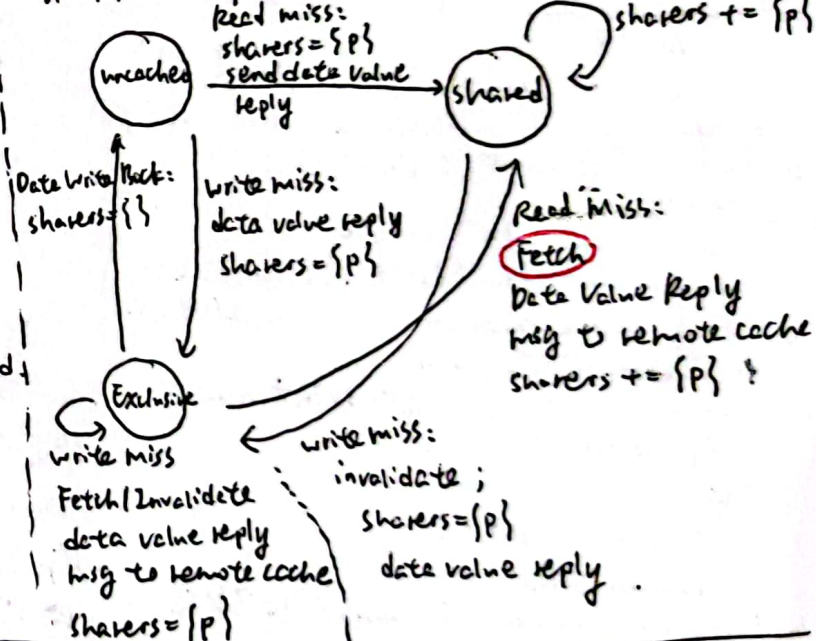 Read miss:
sharers={p}
send data value
reply
uncached
shared
sharers += {p}
Data Write Back:
sharers={}
write miss:
data value reply
sharers={p}
Read Miss:
Fetch
Data Value Reply
msg to remote cache
sharers += {p}
Exclusive
write miss
Fetch/Invalidate
data value reply
msg to remote cache
sharers={p}
write miss:
invalidate;
sharers={p}
data value reply.